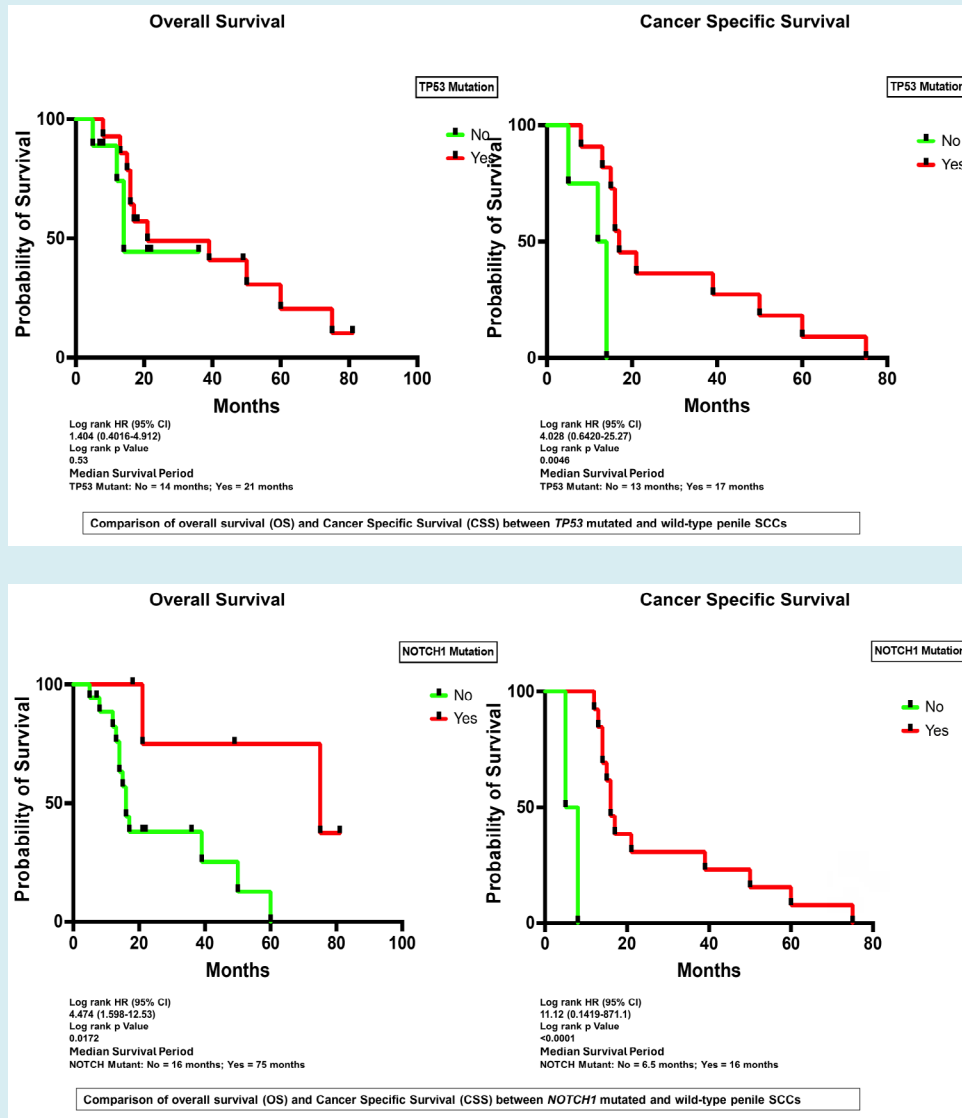 Overall Survival
Cancer Specific Survival
TP53 Mutation
TP53 Mutation
No
Yes
No
Yes
Probability of Survival
100
50
0
0 20 40 60 80 100
Months
Probability of Survival
100
50
0
0 20 40 60 80
Months
Log rank HR (95% CI)
1.404 (0.4016-4.912)
Log rank p Value
0.53
Median Survival Period
TP53 Mutant: No = 14 months; Yes = 21 months
Log rank HR (95% CI)
4.028 (0.6420-25.27)
Log rank p Value
0.0046
Median Survival Period
TP53 Mutant: No = 13 months; Yes = 17 months
Comparison of overall survival (OS) and Cancer Specific Survival (CSS) between TP53 mutated and wild-type penile SCCs
Overall Survival
Cancer Specific Survival
NOTCH1 Mutation
NOTCH1 Mutation
No
Yes
No
Yes
Probability of Survival
100
50
0
0 20 40 60 80 100
Months
Probability of Survival
100
50
0
0 20 40 60 80
Months
Log rank HR (95% CI)
4.474 (1.598-12.53)
Log rank p Value
0.0172
Median Survival Period
NOTCH Mutant: No = 16 months; Yes = 75 months
Log rank HR (95% CI)
11.12 (0.1419-871.1)
Log rank p Value
<0.0001
Median Survival Period
NOTCH Mutant: No = 6.5 months; Yes = 16 months
Comparison of overall survival (OS) and Cancer Specific Survival (CSS) between NOTCH1 mutated and wild-type penile SCCs